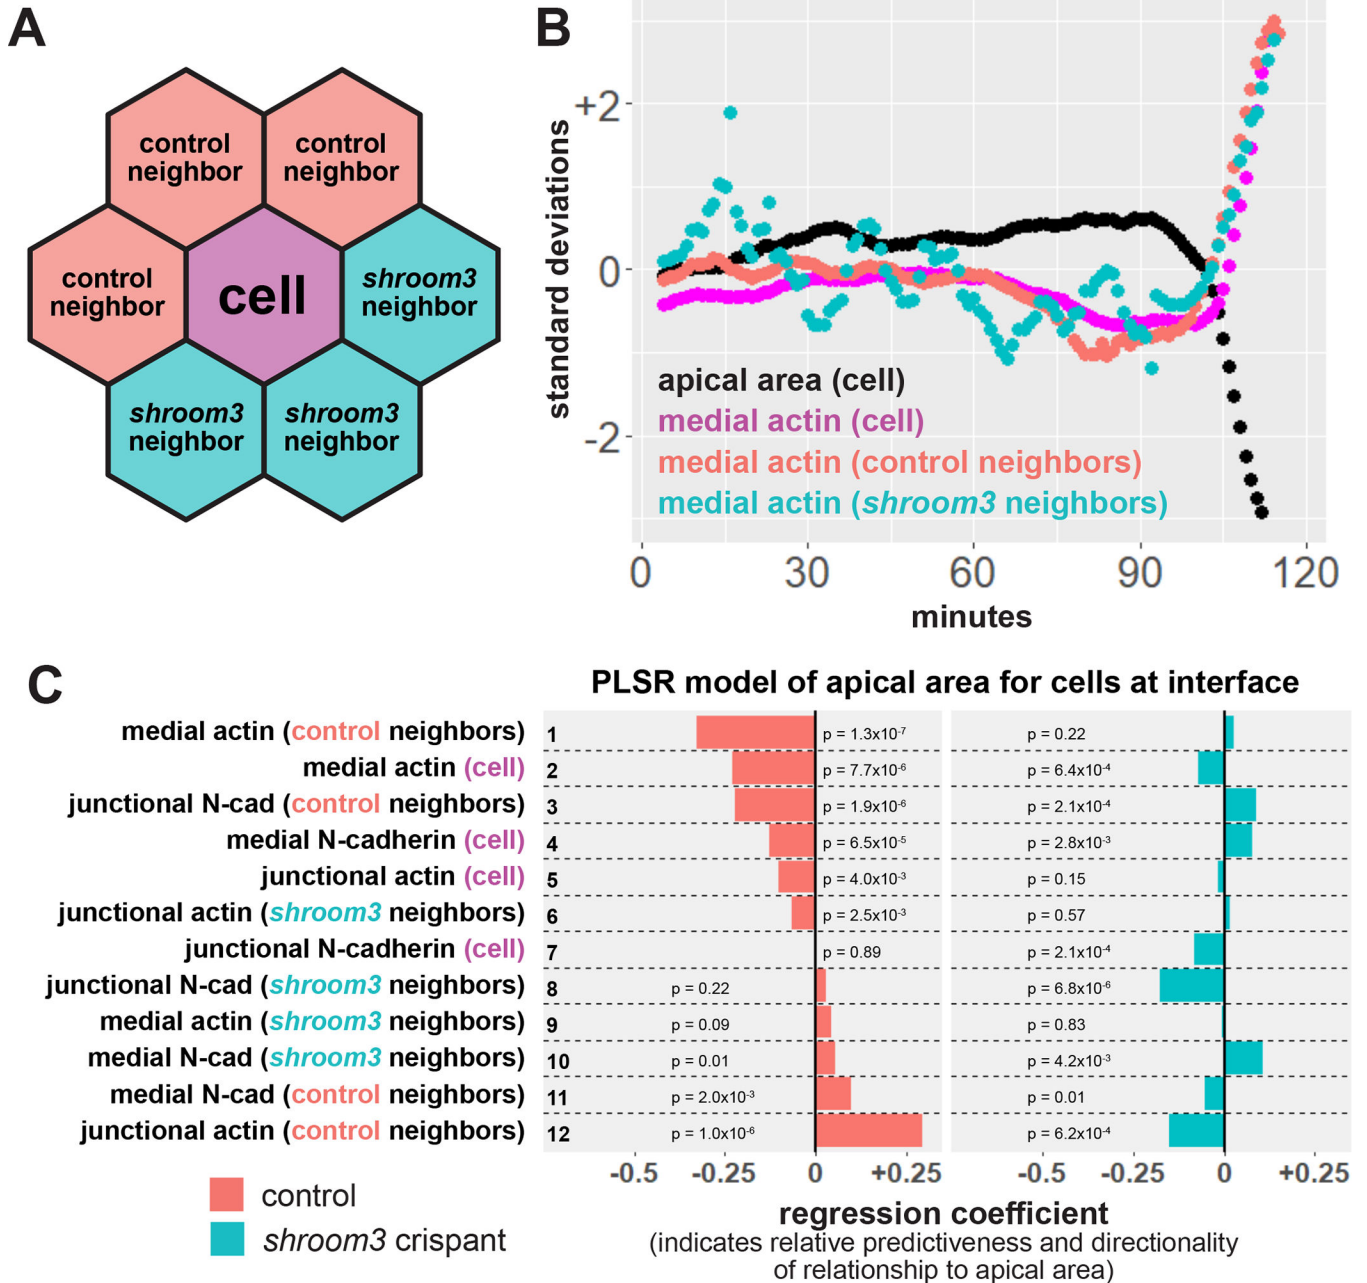 A
control
neighbor
control
neighbor
control
neighbor
cell
shroom3
neighbor
shroom3
neighbor
shroom3
neighbor
B
standard deviations
+2
0
-2
apical area (cell)
medial actin (cell)
medial actin (control neighbors)
medial actin (shroom3 neighbors)
0 30 60 90 120
minutes
C
PLSR model of apical area for cells at interface
medial actin (control neighbors) 1 p = 1.3x10-7 p = 0.22
medial actin (cell) 2 p = 7.7x10-6 p = 6.4x10-4
junctional N-cad (control neighbors) 3 p = 1.9x10-6 p = 2.1x10-4
medial N-cadherin (cell) 4 p = 6.5x10-5 p = 2.8x10-3
junctional actin (cell) 5 p = 4.0x10-3 p = 0.15
junctional actin (shroom3 neighbors) 6 p = 2.5x10-3 p = 0.57
junctional N-cadherin (cell) 7 p = 0.89 p = 2.1x10-4
junctional N-cad (shroom3 neighbors) 8 p = 0.22 p = 6.8x10-6
medial actin (shroom3 neighbors) 9 p = 0.09 p = 0.83
medial N-cad (shroom3 neighbors) 10 p = 0.01 p = 4.2x10-3
medial N-cad (control neighbors) 11 p = 2.0x10-3 p = 0.01
junctional actin (control neighbors) 12 p = 1.0x10-6 p = 6.2x10-4
-0.5 -0.25 0 +0.25 -0.5 -0.25 0 +0.25
control
shroom3 crispant
regression coefficient
(indicates relative predictiveness and directionality
of relationship to apical area)